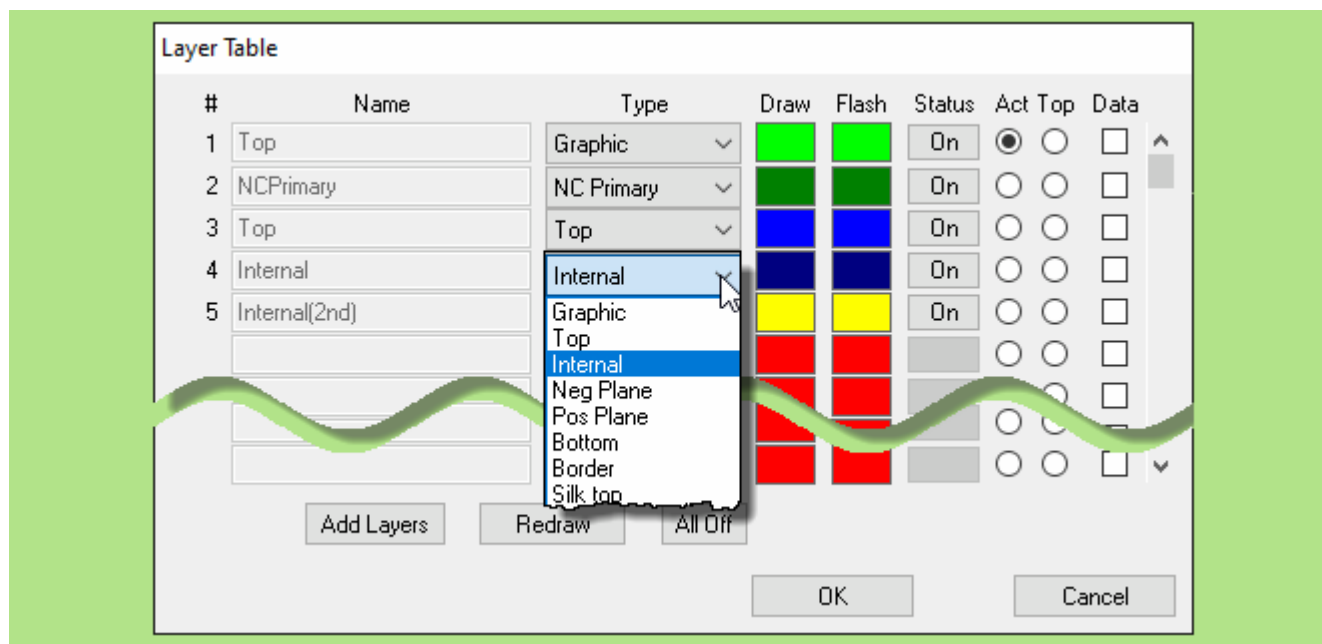 Layer Table
# Name Type Draw Flash Status Act Top Data
1 Top Graphic On
2 NCPrimary NC Primary On
3 Top Top On
4 Internal Internal On
5 Internal(2nd) On
Graphic
Top
Internal
Neg Plane
Pos Plane
Bottom
Border
Silk top
Add Layers Redraw All Off
OK Cancel